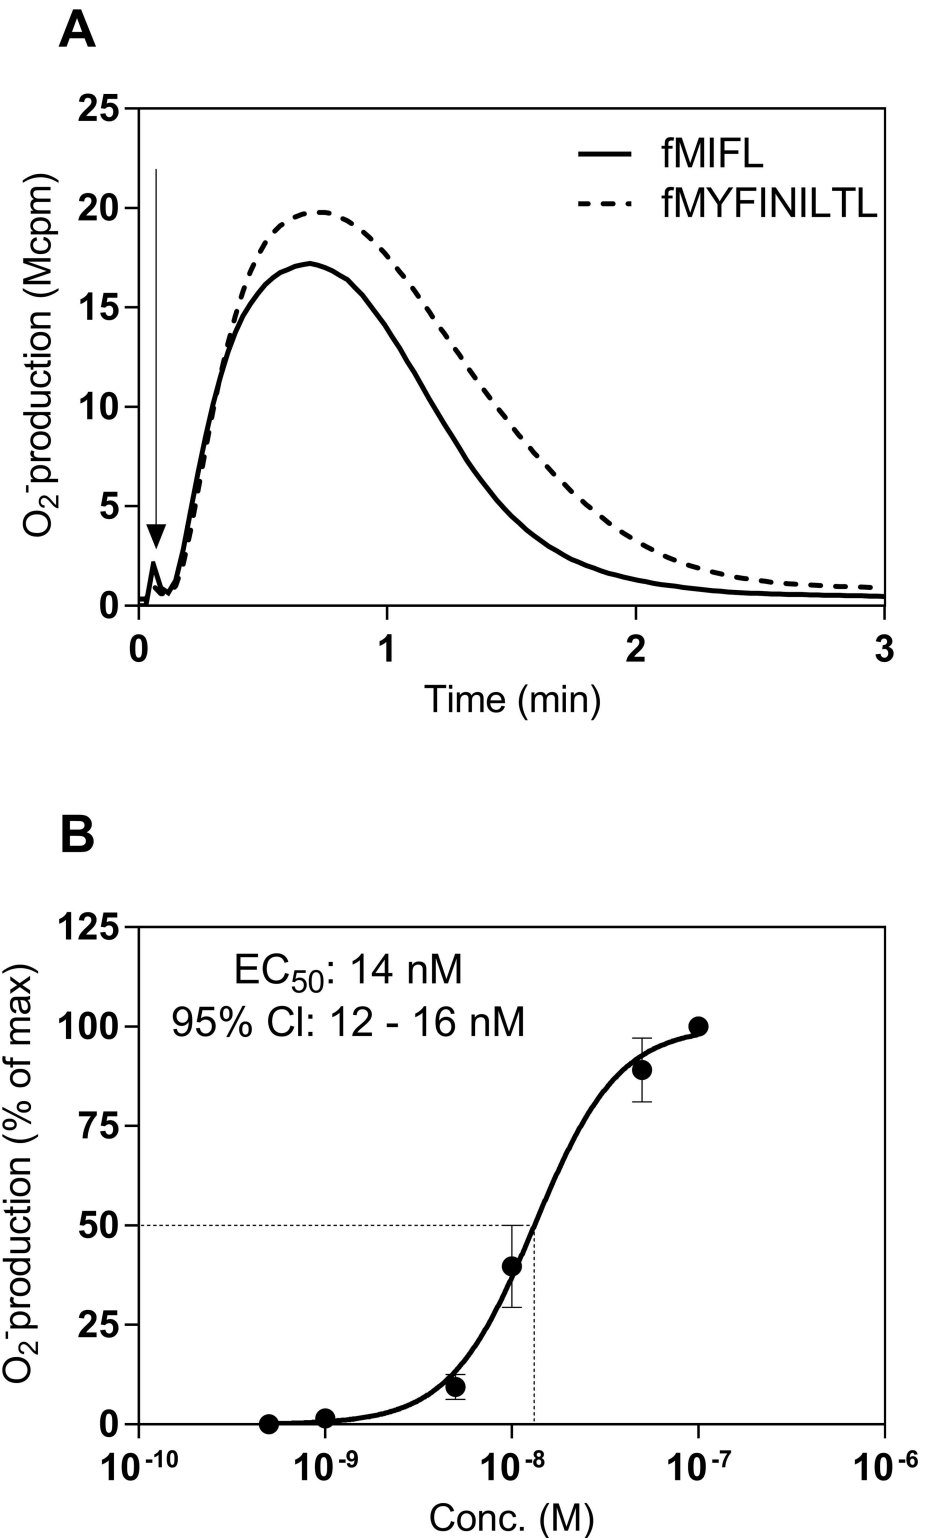 A
25
20
15
10
5
0
O₂⁻production (Mcpm)
fMIFL
fMYFINILTL
0 1 2 3
Time (min)
B
125
100
75
50
25
0
O₂⁻production (% of max)
EC₅₀: 14 nM
95% CI: 12 - 16 nM
10⁻¹⁰ 10⁻⁹ 10⁻⁸ 10⁻⁷ 10⁻⁶
Conc. (M)